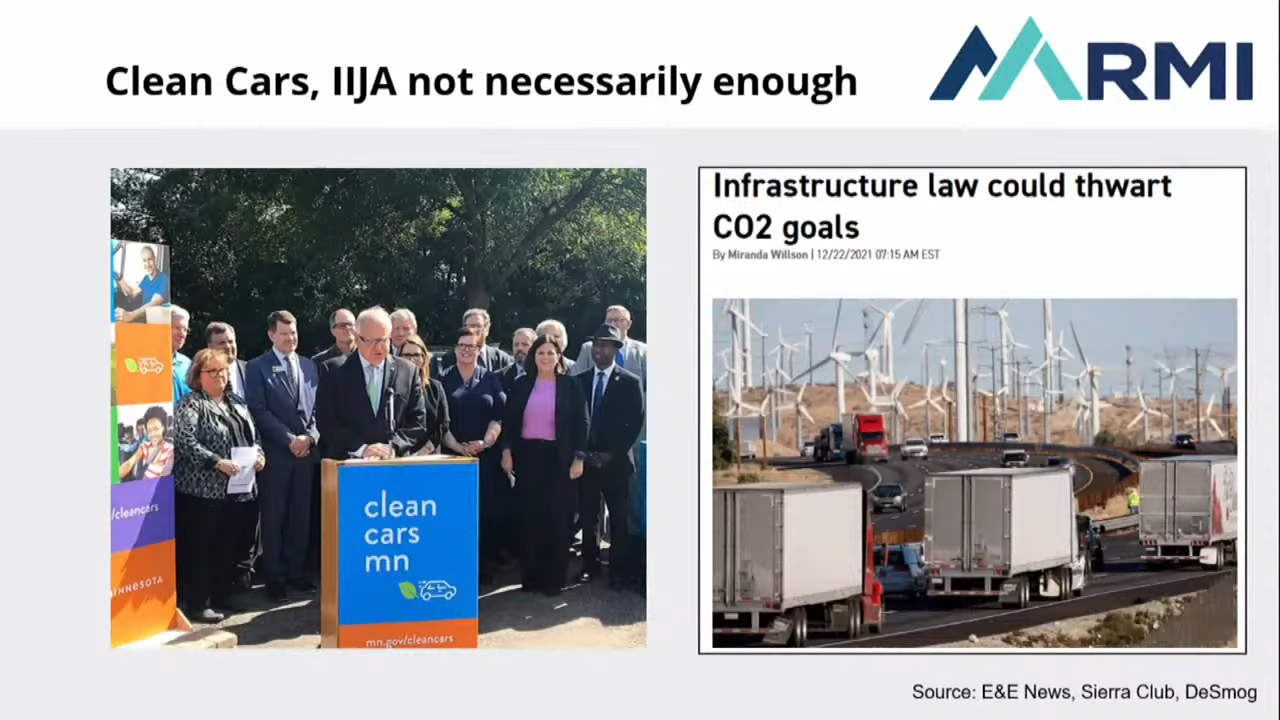 Clean Cars, IIJA not necessarily enough
RMI
/cleancars
MINNESOTA
clean
cars
mn
mn.gov/cleancars
Infrastructure law could thwart
CO2 goals
By Miranda Willson | 12/22/2021 07:15 AM EST
Source: E&E News, Sierra Club, DeSmog